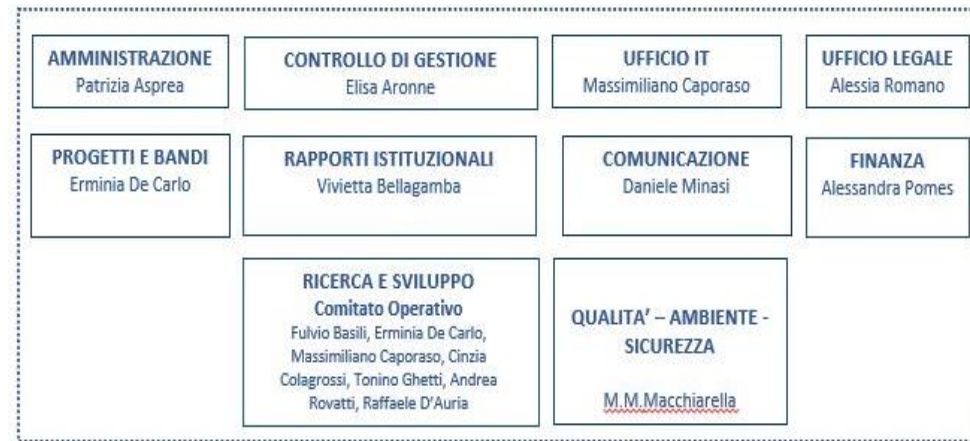 AMMINISTRAZIONE
Patrizia Asprea
CONTROLLO DI GESTIONE
Elisa Aronne
UFFICIO IT
Massimiliano Caporaso
UFFICIO LEGALE
Alessia Romano
PROGETTI E BANDI
Erminia De Carlo
RAPPORTI ISTITUZIONALI
Vivietta Bellagamba
COMUNICAZIONE
Daniele Minasi
FINANZA
Alessandra Pomes
RICERCA E SVILUPPO
Comitato Operativo
Fulvio Basili, Erminia De Carlo,
Massimiliano Caporaso, Cinzia
Colagrossi, Tonino Ghetti, Andrea
Rovatti, Raffaele D'Auria
QUALITA' – AMBIENTE -
SICUREZZA
M.M.Macchiarella